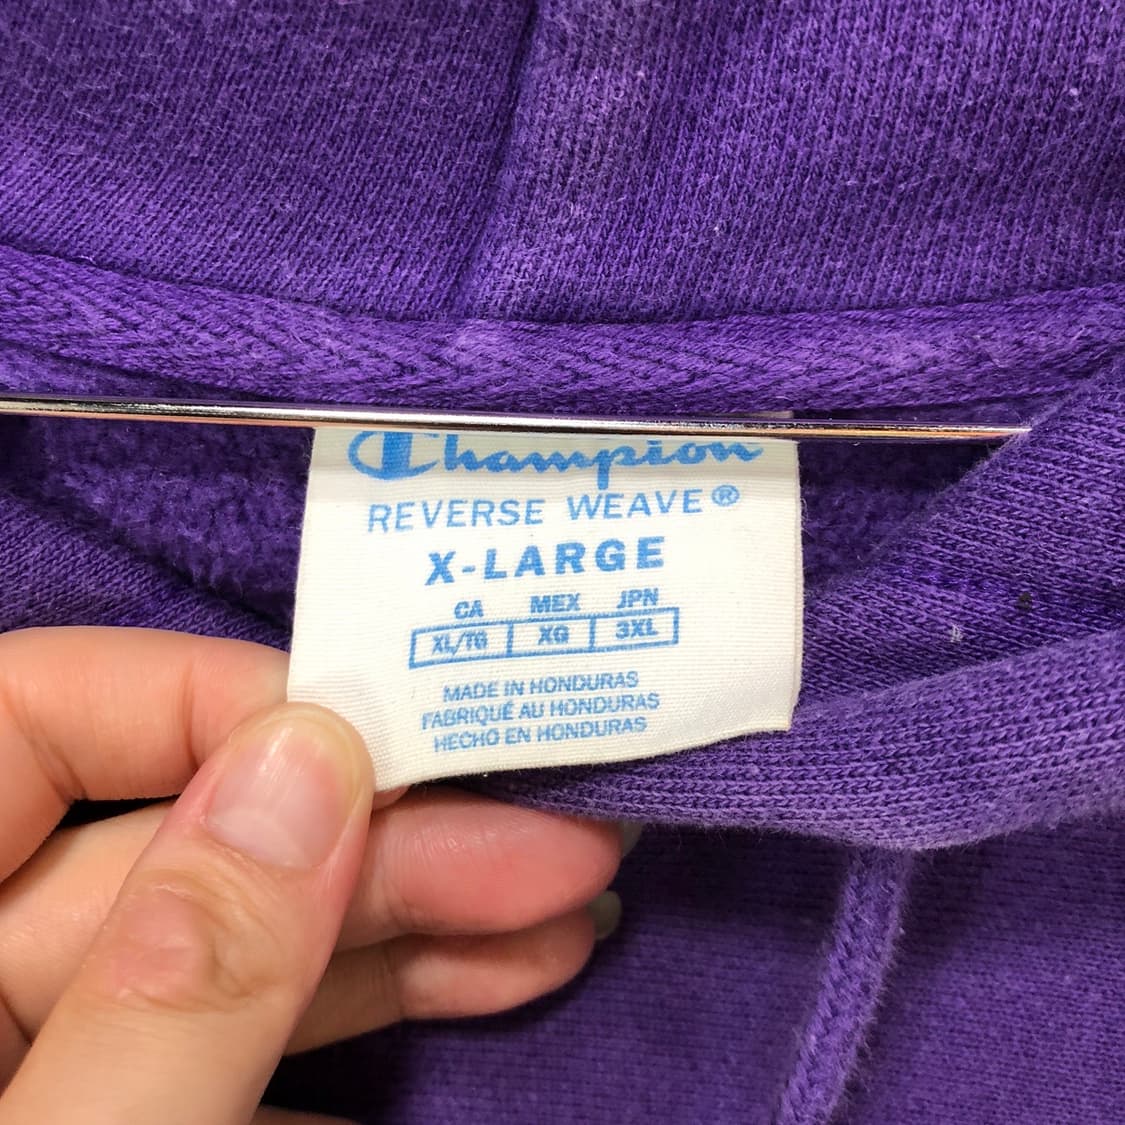 Champion
REVERSE WEAVE®
X-LARGE
CA MEX JPN
XL/TG XG 3XL
MADE IN HONDURAS
FABRIQUÉ AU HONDURAS
HECHO EN HONDURAS